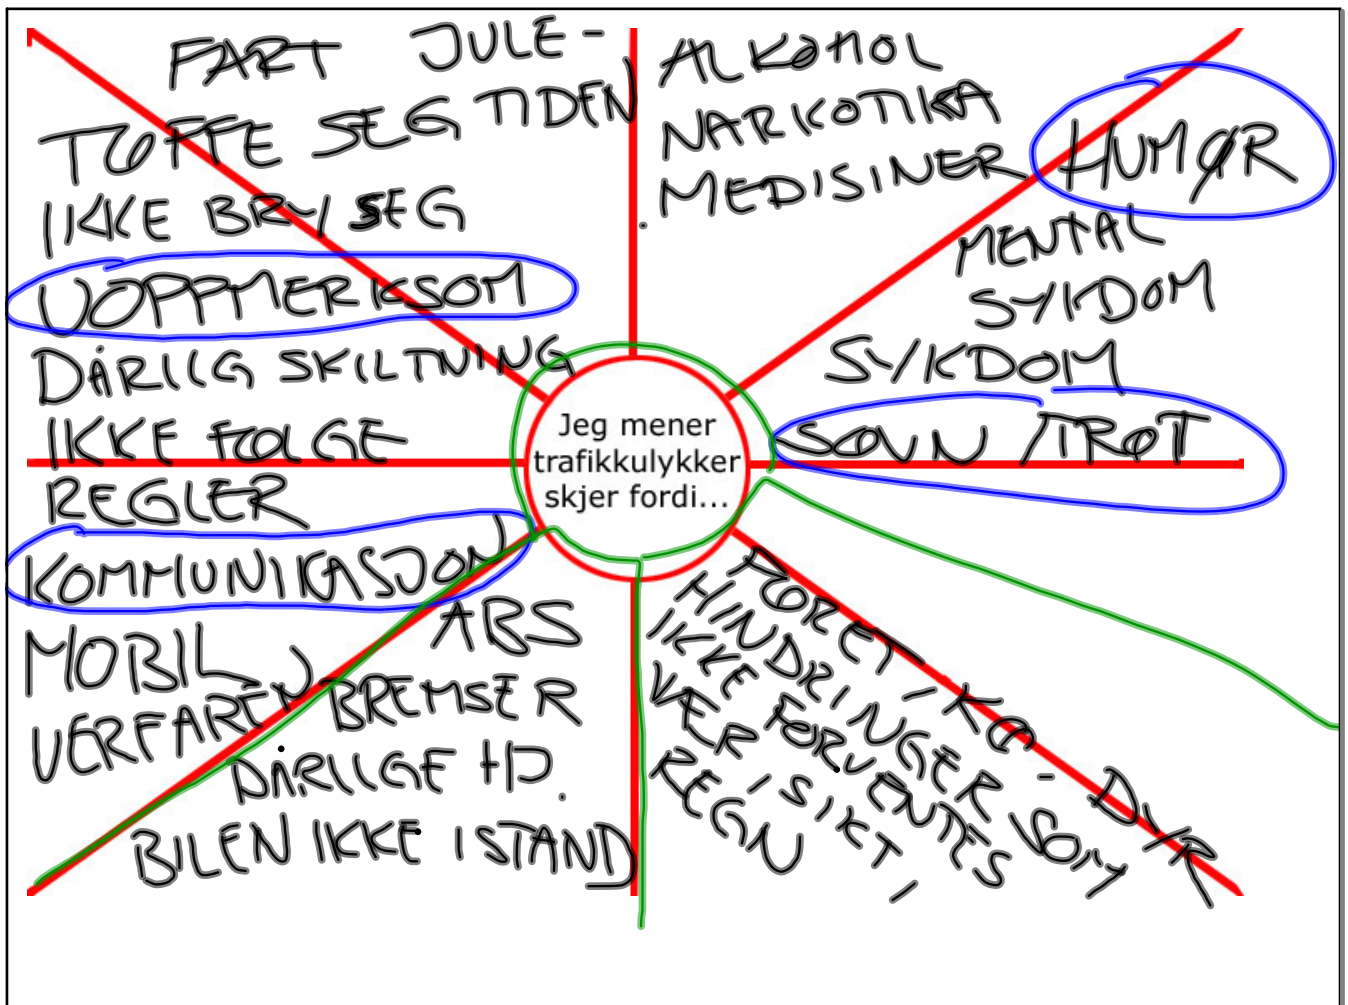 FART JULE-
TIDEN
TØFFE SEG
IKKE BRY SEG
UOPPMERKSOM
DÅRLIG SKILTNING
IKKE FØLGE
REGLER
KOMMUNIKASJON
MOBIL
UERFAREN
ALKOHOL
NARKOTIKA
MEDISINER
HUMØR
MENTAL
SYKDOM
SYKDOM
SØVN / TRØT
Jeg mener
trafikkulykker
skjer fordi...
ABS
BREMSER
DÅRLIGE HJ.
BILEN IKKE I STAND
FØRET, - KØ - DYR
HINDRINGER SOM
IKKE FORVENTES
VÆR, SIKT,
REGN